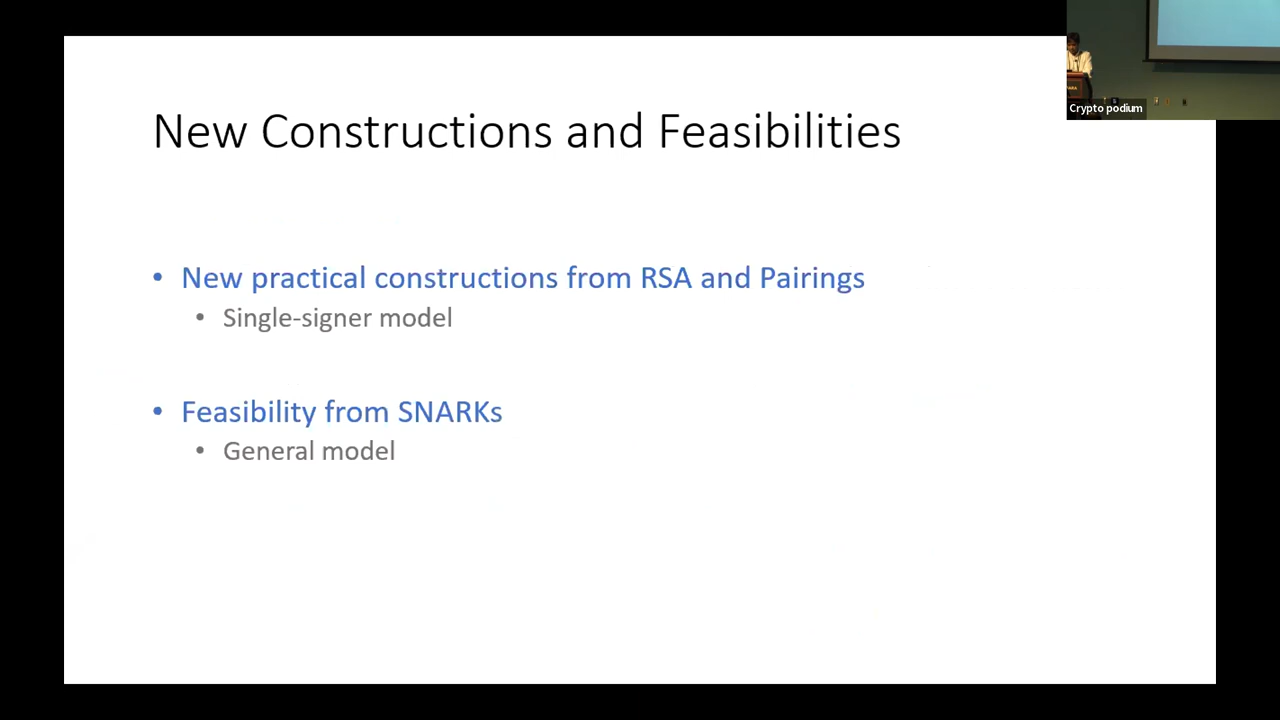 Crypto podium
New Constructions and Feasibilities
• New practical constructions from RSA and Pairings
• Single-signer model
• Feasibility from SNARKs
• General model